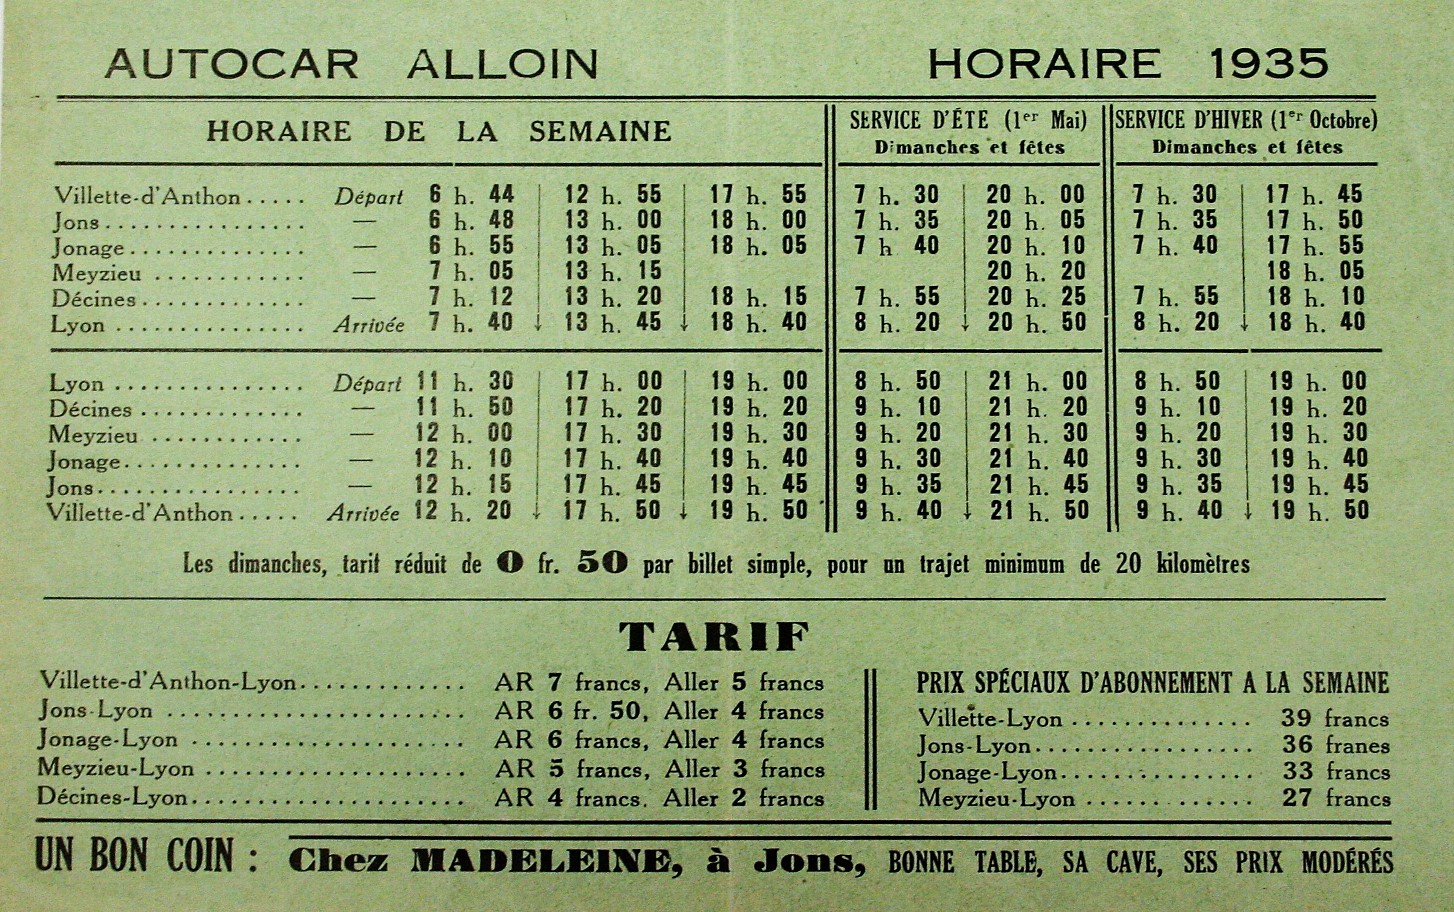 AUTOCAR ALLOIN HORAIRE 1935
HORAIRE DE LA SEMAINE SERVICE D'ÉTE (1er Mai) SERVICE D'HIVER (1er Octobre)
Dimanches et fêtes Dimanches et fêtes
Villette-d'Anthon..... Départ 6 h. 44 12 h. 55 17 h. 55 7 h. 30 20 h. 00 7 h. 30 17 h. 45
Jons................ — 6 h. 48 13 h. 00 18 h. 00 7 h. 35 20 h. 05 7 h. 35 17 h. 50
Jonage.............. — 6 h. 55 13 h. 05 18 h. 05 7 h 40 20 h. 10 7 h. 40 17 h. 55
Meyzieu ............ — 7 h. 05 13 h. 15 20 h. 20 18 h. 05
Décines............. — 7 h. 12 13 h. 20 18 h. 15 7 h. 55 20 h. 25 7 h. 55 18 h. 10
Lyon ............... Arrivée 7 h. 40 ↓ 13 h. 45 ↓ 18 h. 40 8 h. 20 ↓ 20 h. 50 8 h. 20 ↓ 18 h. 40
Lyon ............... Départ 11 h. 30 17 h. 00 19 h. 00 8 h. 50 21 h. 00 8 h. 50 19 h. 00
Décines ............. — 11 h. 50 17 h. 20 19 h. 20 9 h. 10 21 h. 20 9 h. 10 19 h. 20
Meyzieu ............ — 12 h. 00 17 h. 30 19 h. 30 9 h. 20 21 h. 30 9 h. 20 19 h. 30
Jonage.............. — 12 h. 10 17 h. 40 19 h. 40 9 h. 30 21 h. 40 9 h. 30 19 h. 40
Jons................ — 12 h. 15 17 h. 45 19 h. 45 9 h. 35 21 h. 45 9 h. 35 19 h. 45
Villette-d'Anthon..... Arrivée 12 h. 20 ↓ 17 h. 50 ↓ 19 h. 50 9 h. 40 ↓ 21 h. 50 9 h. 40 ↓ 19 h. 50
Les dimanches, tarif réduit de 0 fr. 50 par billet simple, pour un trajet minimum de 20 kilomètres
TARIF
Villette-d'Anthon-Lyon............. AR 7 francs, Aller 5 francs
Jons-Lyon ....................... AR 6 fr. 50, Aller 4 francs
Jonage-Lyon ..................... AR 6 francs, Aller 4 francs
Meyzieu-Lyon .................... AR 5 francs, Aller 3 francs
Décines-Lyon..................... AR 4 francs. Aller 2 francs
PRIX SPÉCIAUX D'ABONNEMENT A LA SEMAINE
Villette-Lyon .............. 39 francs
Jons-Lyon................. 36 franes
Jonage-Lyon............... 33 francs
Meyzieu-Lyon ............. 27 francs
UN BON COIN : Chez MADELEINE, à Jons, BONNE TABLE, SA CAVE, SES PRIX MODÉRÉS